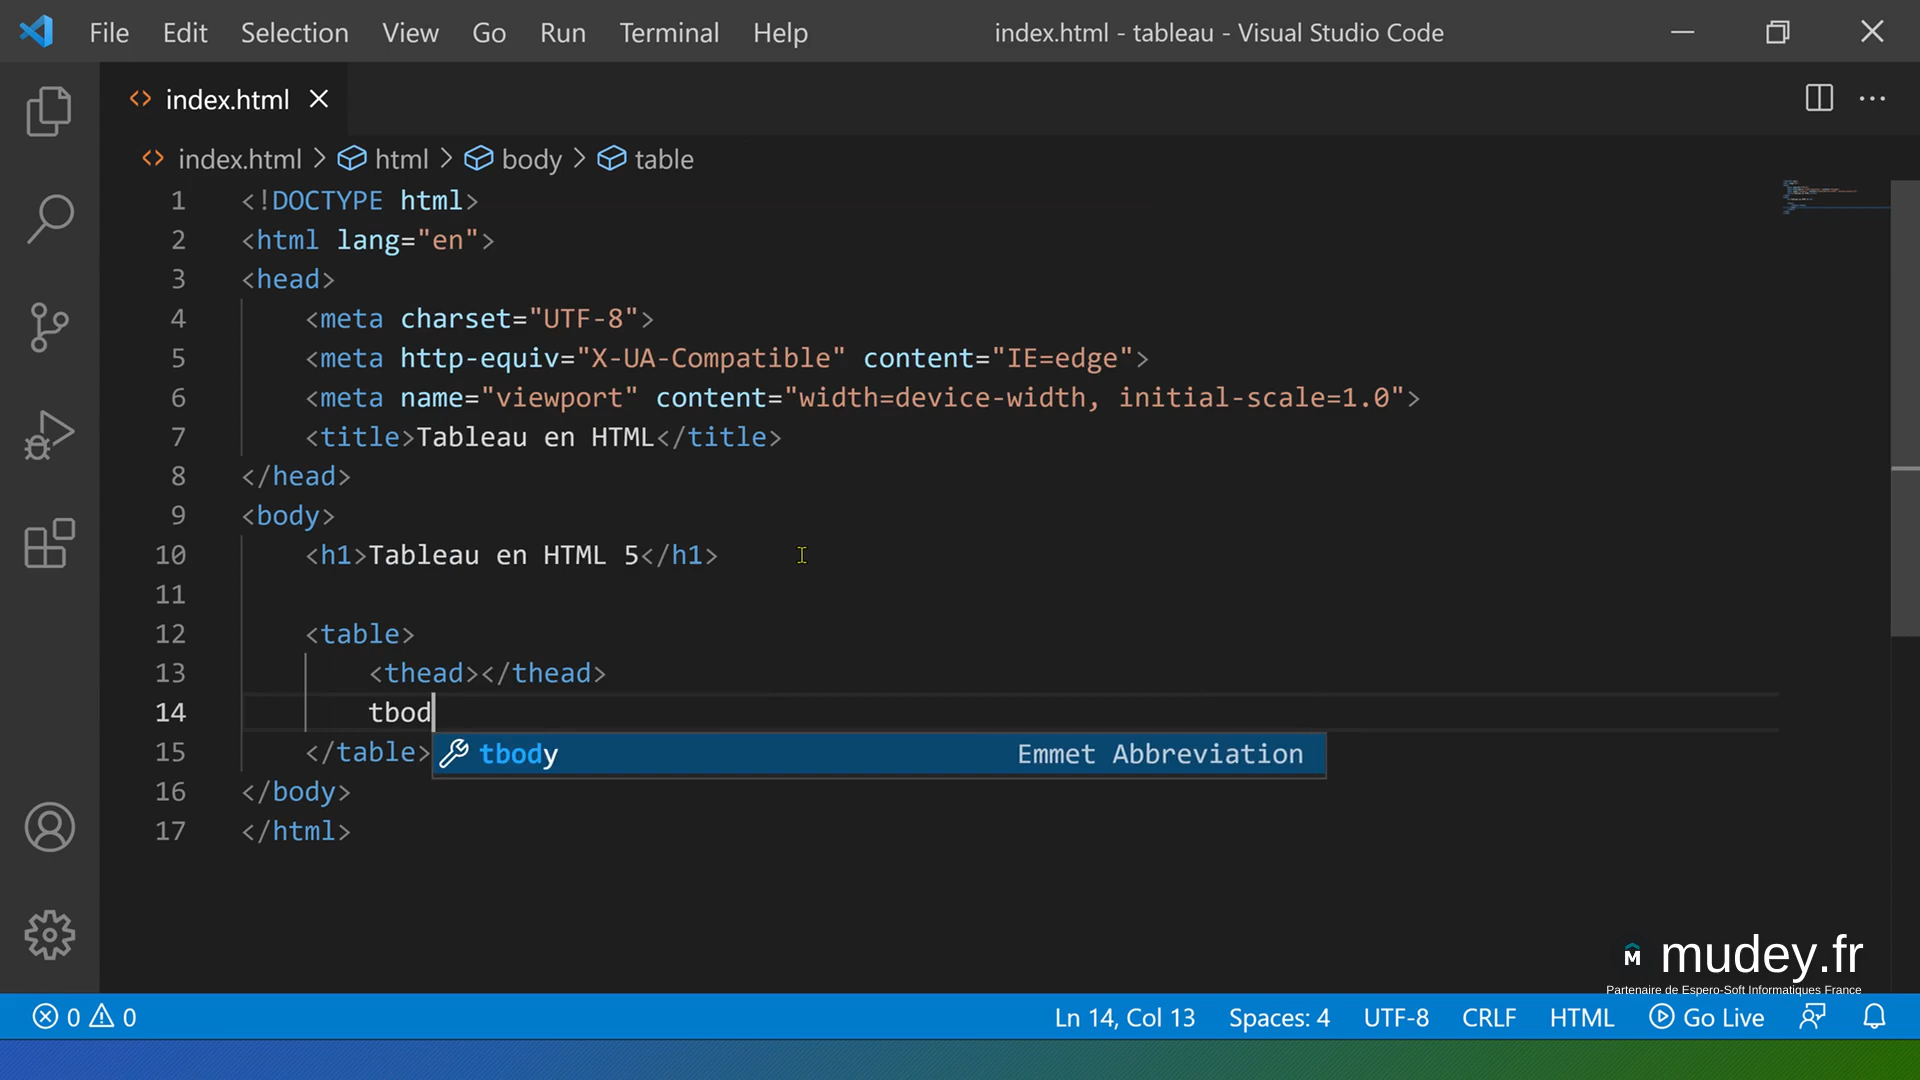 File Edit Selection View Go Run Terminal Help index.html - tableau - Visual Studio Code
index.html
index.html > html > body > table
1 <!DOCTYPE html>
2 <html lang="en">
3 <head>
4 <meta charset="UTF-8">
5 <meta http-equiv="X-UA-Compatible" content="IE=edge">
6 <meta name="viewport" content="width=device-width, initial-scale=1.0">
7 <title>Tableau en HTML</title>
8 </head>
9 <body>
10 <h1>Tableau en HTML 5</h1>
11
12 <table>
13 <thead></thead>
14 tbod
15 </table>
tbody Emmet Abbreviation
16 </body>
17 </html>
M mudey.fr
Partenaire de Espero-Soft Informatiques France
0 0 Ln 14, Col 13 Spaces: 4 UTF-8 CRLF HTML Go Live